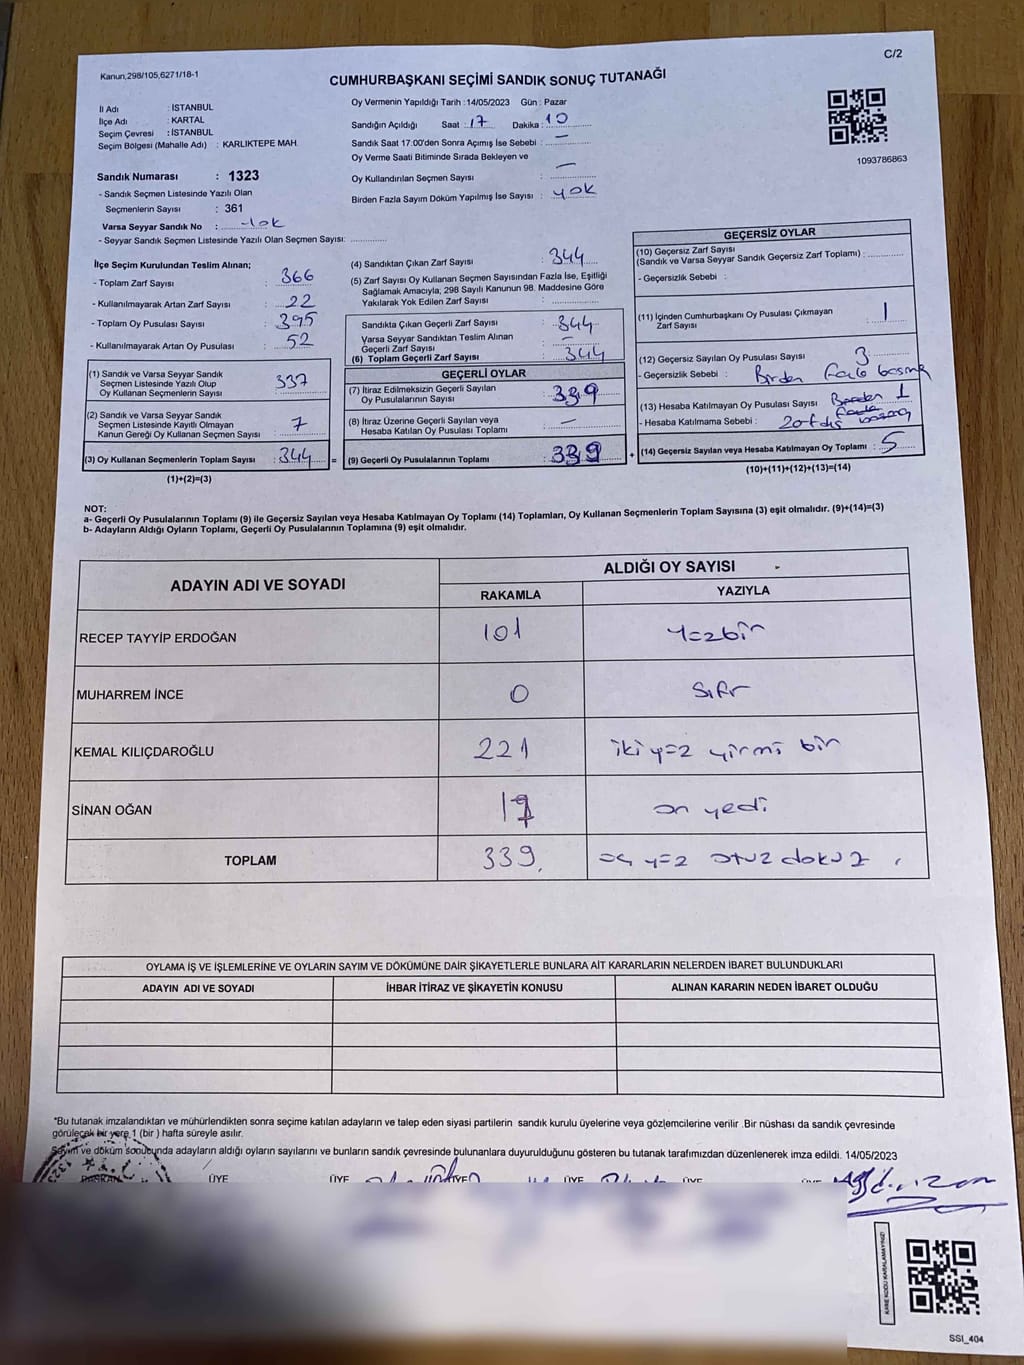 C/2
Kanun,298/105,6271/18-1
CUMHURBAŞKANI SEÇİMİ SANDIK SONUÇ TUTANAĞI
İl Adı : İSTANBUL
İlçe Adı : KARTAL
Seçim Çevresi : İSTANBUL
Seçim Bölgesi (Mahalle Adı) : KARLIKTEPE MAH.
Sandık Numarası : 1323
- Sandık Seçmen Listesinde Yazılı Olan
Seçmenlerin Sayısı : 361
Varsa Seyyar Sandık No : yok
- Seyyar Sandık Seçmen Listesinde Yazılı Olan Seçmen Sayısı:
Oy Vermenin Yapıldığı Tarih :14/05/2023 Gün : Pazar
Sandığın Açıldığı Saat : 17 Dakika : 10
Sandık Saat 17:00'den Sonra Açımış İse Sebebi : —
Oy Verme Saati Bitiminde Sırada Bekleyen ve
Oy Kullandırılan Seçmen Sayısı : —
Birden Fazla Sayım Döküm Yapılmış İse Sayısı : yok
1093786863
İlçe Seçim Kurulundan Teslim Alınan;
- Toplam Zarf Sayısı : 366
- Kullanılmayarak Artan Zarf Sayısı : 22
- Toplam Oy Pusulası Sayısı : 395
- Kullanılmayarak Artan Oy Pusulası : 52
(1) Sandık ve Varsa Seyyar Sandık
Seçmen Listesinde Yazılı Olup
Oy Kullanan Seçmenlerin Sayısı : 337
(2) Sandık ve Varsa Seyyar Sandık
Seçmen Listesinde Kayıtlı Olmayan
Kanun Gereği Oy Kullanan Seçmen Sayısı : 7
(3) Oy Kullanan Seçmenlerin Toplam Sayısı : 344 =
(1)+(2)=(3)
(4) Sandıktan Çıkan Zarf Sayısı : 344
(5) Zarf Sayısı Oy Kullanan Seçmen Sayısından Fazla İse, Eşitliği
Sağlamak Amacıyla, 298 Sayılı Kanunun 98. Maddesine Göre
Yakılarak Yok Edilen Zarf Sayısı :
Sandıkta Çıkan Geçerli Zarf Sayısı : 344
Varsa Seyyar Sandıktan Teslim Alınan
Geçerli Zarf Sayısı : —
(6) Toplam Geçerli Zarf Sayısı : 344
GEÇERLİ OYLAR
(7) İtiraz Edilmeksizin Geçerli Sayılan
Oy Pusulalarının Sayısı : 339
(8) İtiraz Üzerine Geçerli Sayılan veya
Hesaba Katılan Oy Pusulası Toplamı : —
(9) Geçerli Oy Pusulalarının Toplamı : 339 +
GEÇERSİZ OYLAR
(10) Geçersiz Zarf Sayısı
(Sandık ve Varsa Seyyar Sandık Geçersiz Zarf Toplamı) :
- Geçersizlik Sebebi :
(11) İçinden Cumhurbaşkanı Oy Pusulası Çıkmayan
Zarf Sayısı : 1
(12) Geçersiz Sayılan Oy Pusulası Sayısı : 3
- Geçersizlik Sebebi : Birden fazla basma
(13) Hesaba Katılmayan Oy Pusulası Sayısı : 1
- Hesaba Katılmama Sebebi :
(14) Geçersiz Sayılan veya Hesaba Katılmayan Oy Toplamı : 5
(10)+(11)+(12)+(13)=(14)
NOT:
a- Geçerli Oy Pusulalarının Toplamı (9) ile Geçersiz Sayılan veya Hesaba Katılmayan Oy Toplamı (14) Toplamları, Oy Kullanan Seçmenlerin Toplam Sayısına (3) eşit olmalıdır. (9)+(14)=(3)
b- Adayların Aldığı Oyların Toplamı, Geçerli Oy Pusulalarının Toplamına (9) eşit olmalıdır.
ADAYIN ADI VE SOYADI ALDIĞI OY SAYISI
RAKAMLA YAZIYLA
RECEP TAYYİP ERDOĞAN 101 yüzbir
MUHARREM İNCE 0 sıfır
KEMAL KILIÇDAROĞLU 221 iki yüz yirmi bir
SİNAN OĞAN 17 on yedi
TOPLAM 339 üç yüz otuz dokuz
OYLAMA İŞ VE İŞLEMLERİNE VE OYLARIN SAYIM VE DÖKÜMÜNE DAİR ŞİKAYETLERLE BUNLARA AİT KARARLARIN NELERDEN İBARET BULUNDUKLARI
ADAYIN ADI VE SOYADI İHBAR İTİRAZ VE ŞİKAYETİN KONUSU ALINAN KARARIN NEDEN İBARET OLDUĞU
*Bu tutanak imzalandıktan ve mühürlendikten sonra seçime katılan adayların ve talep eden siyasi partilerin sandık kurulu üyelerine veya gözlemcilerine verilir .Bir nüshası da sandık çevresinde
görülecek bir yere 1 (bir ) hafta süreyle asılır.
Sayım ve döküm sonucunda adayların aldığı oyların sayılarını ve bunların sandık çevresinde bulunanlara duyurulduğunu gösteren bu tutanak tarafımızdan düzenlenerek imza edildi. 14/05/2023
BAŞKAN ÜYE ÜYE ÜYE ÜYE ÜYE
KARE KODU KARALAMAYINIZ!
SSI_404